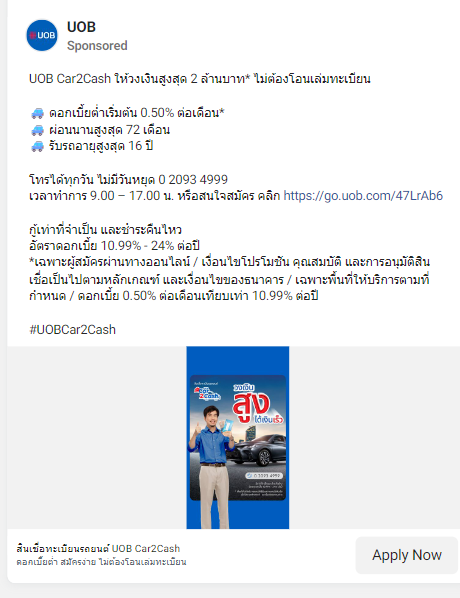 UOB
UOB
Sponsored
UOB Car2Cash ให้วงเงินสูงสุด 2 ล้านบาท* ไม่ต้องโอนเล่มทะเบียน
ดอกเบี้ยต่ำเริ่มต้น 0.50% ต่อเดือน*
ผ่อนนานสูงสุด 72 เดือน
รับรถอายุสูงสุด 16 ปี
โทรได้ทุกวัน ไม่มีวันหยุด 0 2093 4999
เวลาทำการ 9.00 – 17.00 น. หรือสนใจสมัคร คลิก https://go.uob.com/47LrAb6
กู้เท่าที่จำเป็น และชำระคืนไหว
อัตราดอกเบี้ย 10.99% - 24% ต่อปี
*เฉพาะผู้สมัครผ่านทางออนไลน์ / เงื่อนไขโปรโมชัน คุณสมบัติ และการอนุมัติสิน
เชื่อเป็นไปตามหลักเกณฑ์ และเงื่อนไขของธนาคาร / เฉพาะพื้นที่ให้บริการตามที่
กำหนด / ดอกเบี้ย 0.50% ต่อเดือนเทียบเท่า 10.99% ต่อปี
#UOBCar2Cash
2Cash
วงเงิน
สูง
ได้เงินเร็ว
0 2093 4999
สินเชื่อทะเบียนรถยนต์ UOB Car2Cash
ดอกเบี้ยต่ำ สมัครง่าย ไม่ต้องโอนเล่มทะเบียน
Apply Now